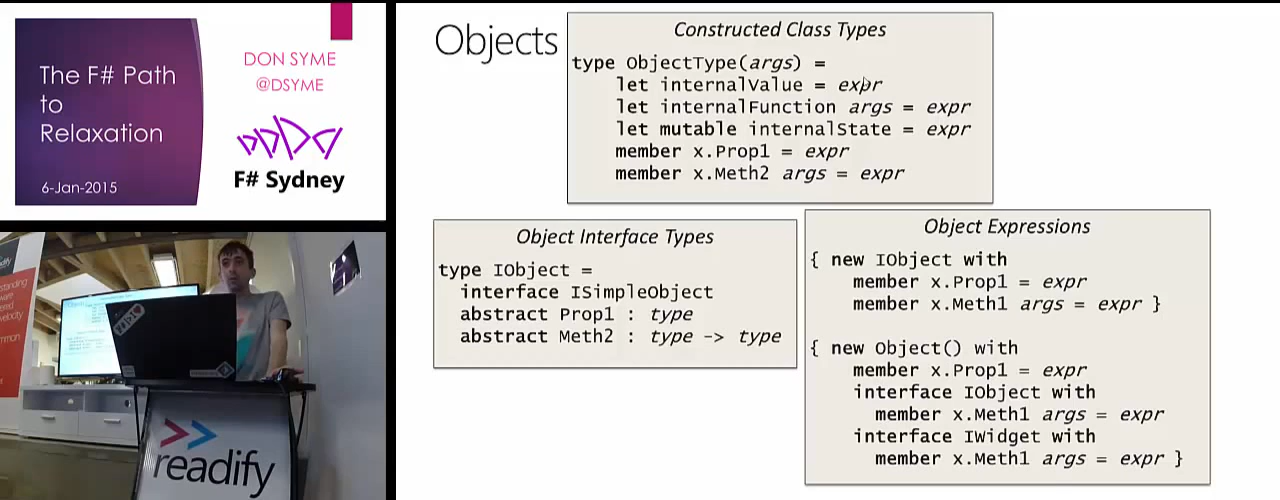 The F# Path
to
Relaxation
6-Jan-2015
DON SYME
@DSYME
F# Sydney
readify
Objects
Constructed Class Types
type ObjectType(args) =
    let internalValue = expr
    let internalFunction args = expr
    let mutable internalState = expr
    member x.Prop1 = expr
    member x.Meth2 args = expr
Object Interface Types
type IObject =
  interface ISimpleObject
  abstract Prop1 : type
  abstract Meth2 : type -> type
Object Expressions
{ new IObject with
    member x.Prop1 = expr
    member x.Meth1 args = expr }
{ new Object() with
    member x.Prop1 = expr
    interface IObject with
      member x.Meth1 args = expr
    interface IWidget with
      member x.Meth1 args = expr }